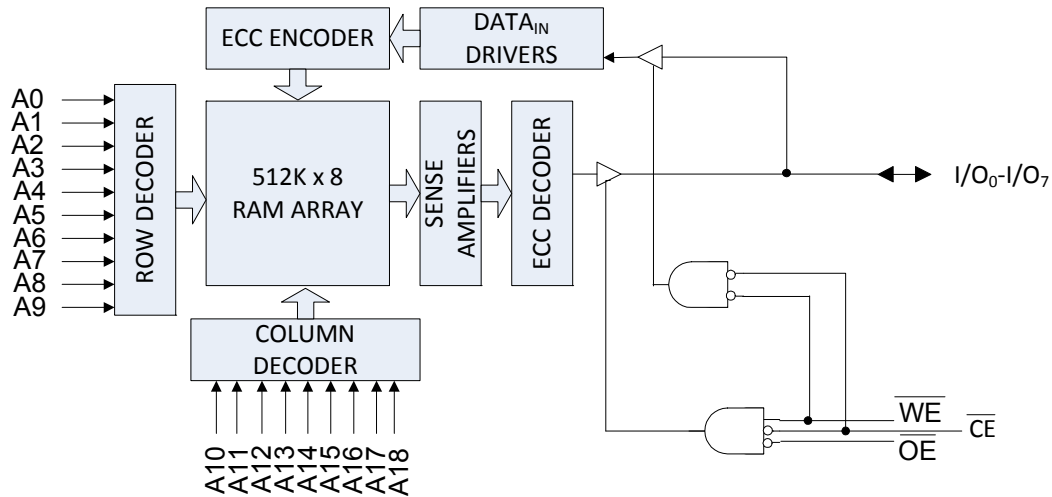 ECC ENCODER
DATAIN
DRIVERS
A0
A1
A2
A3
A4
A5
A6
A7
A8
A9
ROW DECODER
512K x 8
RAM ARRAY
SENSE
AMPLIFIERS
ECC DECODER
I/O0-I/O7
COLUMN
DECODER
A10
A11
A12
A13
A14
A15
A16
A17
A18
WE
CE
OE